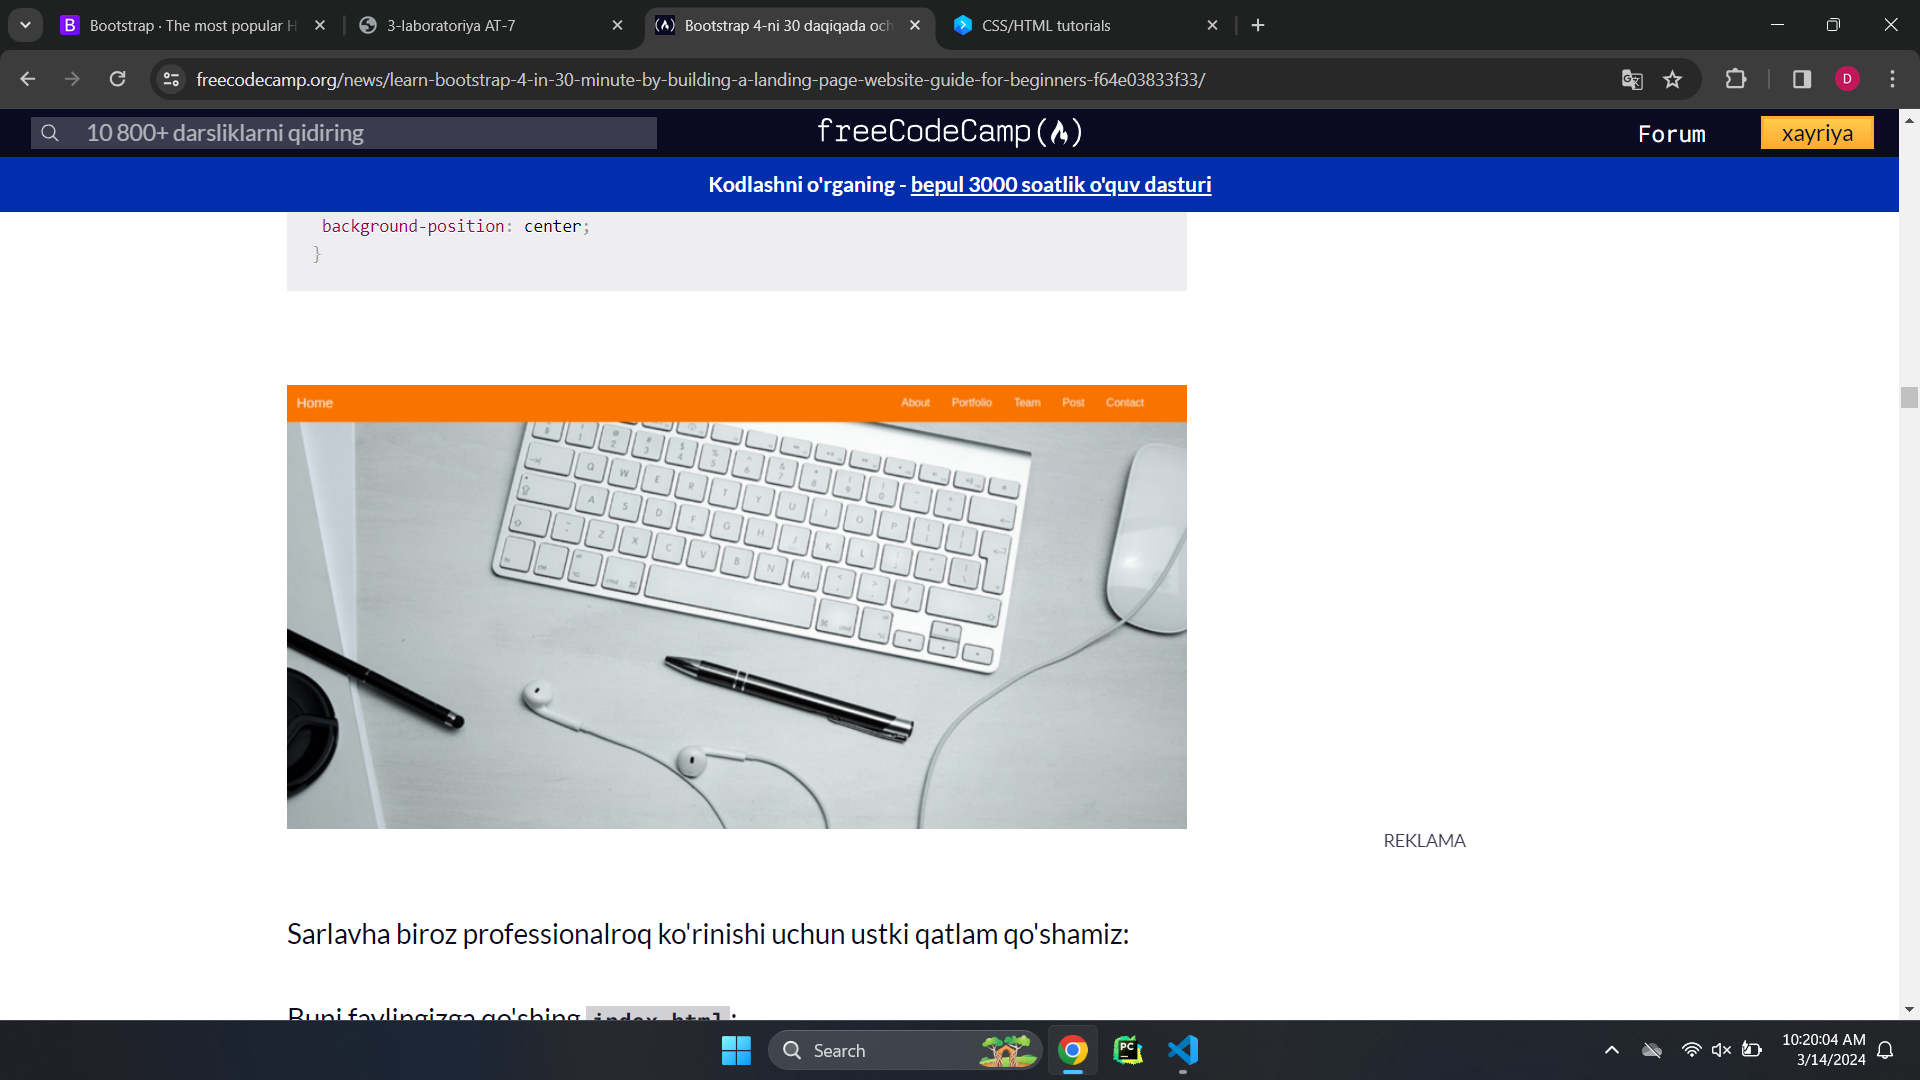 Bootstrap · The most popular H
3-laboratoriya AT-7
Bootstrap 4-ni 30 daqiqada och
CSS/HTML tutorials
freecodecamp.org/news/learn-bootstrap-4-in-30-minute-by-building-a-landing-page-website-guide-for-beginners-f64e03833f33/
D
10 800+ darsliklarni qidiring
freeCodeCamp
Forum
xayriya
Kodlashni o'rganing - bepul 3000 soatlik o'quv dasturi
background-position: center;
}
Home
About
Portfolio
Team
Post
Contact
REKLAMA
Sarlavha biroz professionalroq ko'rinishi uchun ustki qatlam qo'shamiz:
Buni faylingizga qo'shing index.html:
Search
10:20:04 AM
3/14/2024